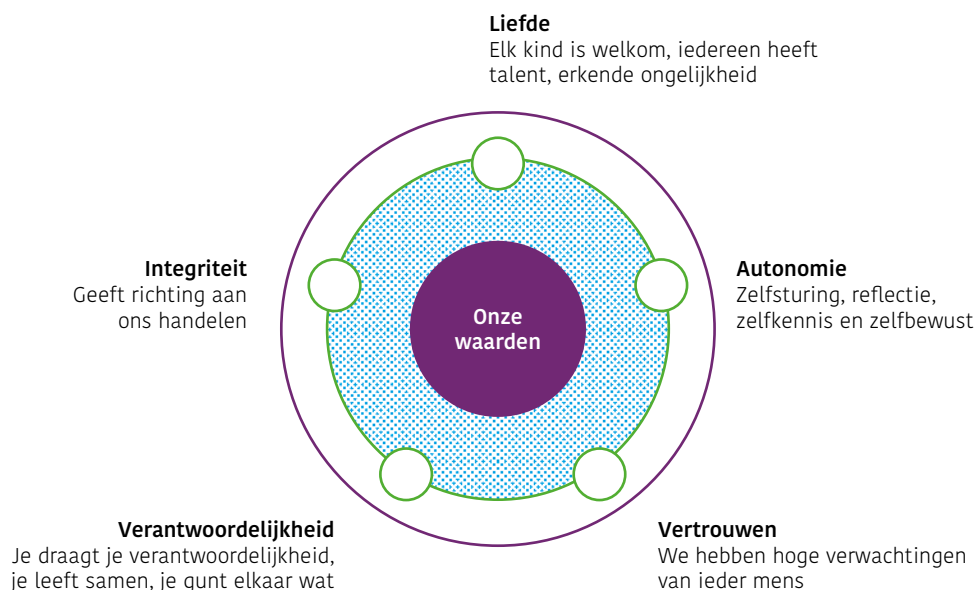 Liefde
Elk kind is welkom, iedereen heeft
talent, erkende ongelijkheid
Integriteit
Geeft richting aan
ons handelen
Onze
waarden
Autonomie
Zelfsturing, reflectie,
zelfkennis en zelfbewust
Verantwoordelijkheid
Je draagt je verantwoordelijkheid,
je leeft samen, je gunt elkaar wat
Vertrouwen
We hebben hoge verwachtingen
van ieder mens